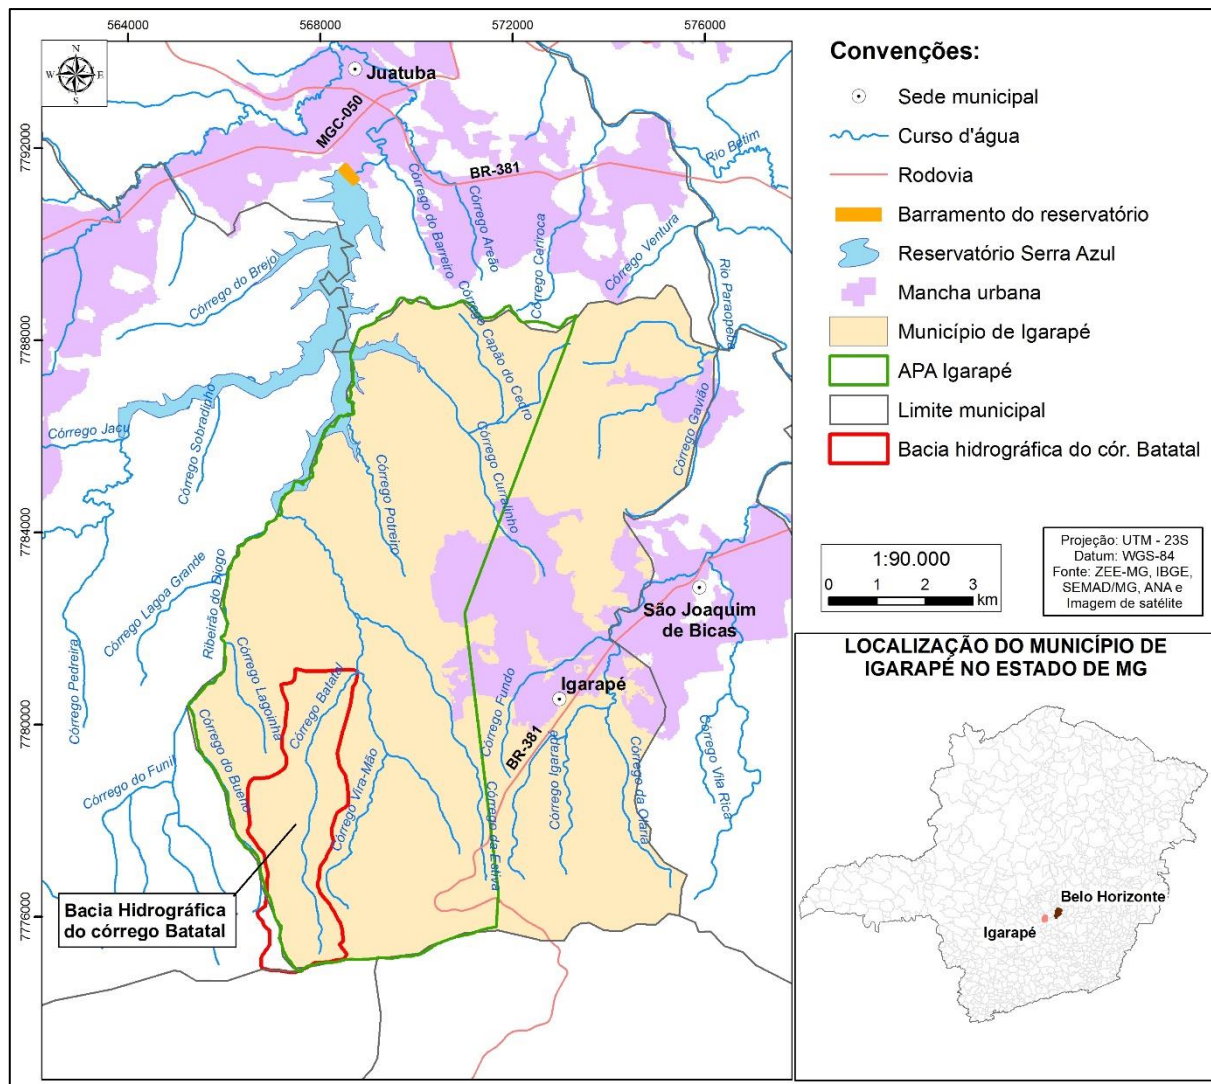 564000
568000
572000
576000
7792000
7788000
7784000
7780000
7776000
N
W
E
S
Juatuba
MGC-050
BR-381
Rio Betim
Córrego do Barreiro
Córrego Areão
Córrego Ceriroca
Córrego Ventura
Rio Paraopeba
Córrego do Brejo
Córrego Capão do Cedro
Córrego Gavião
Córrego Jacu
Córrego Sobradinho
Córrego Potreiro
Córrego Curralinho
Córrego Lagoa Grande
Ribeirão do Diogo
Córrego Pedreira
São Joaquim
de Bicas
Córrego Lagoinha
Córrego Batatal
Córrego Fundo
Igarapé
BR-381
Córrego do Funil
Córrego do Bueno
Córrego Vira-Mão
Córrego da Estiva
Córrego Igarapé
Córrego da Olaria
Córrego Vila Rica
Bacia Hidrográfica
do córrego Batatal
Convenções:
Sede municipal
Curso d'água
Rodovia
Barramento do reservatório
Reservatório Serra Azul
Mancha urbana
Município de Igarapé
APA Igarapé
Limite municipal
Bacia hidrográfica do cór. Batatal
1:90.000
0 1 2 3
km
Projeção: UTM - 23S
Datum: WGS-84
Fonte: ZEE-MG, IBGE,
SEMAD/MG, ANA e
Imagem de satélite
LOCALIZAÇÃO DO MUNICÍPIO DE
IGARAPÉ NO ESTADO DE MG
Belo Horizonte
Igarapé